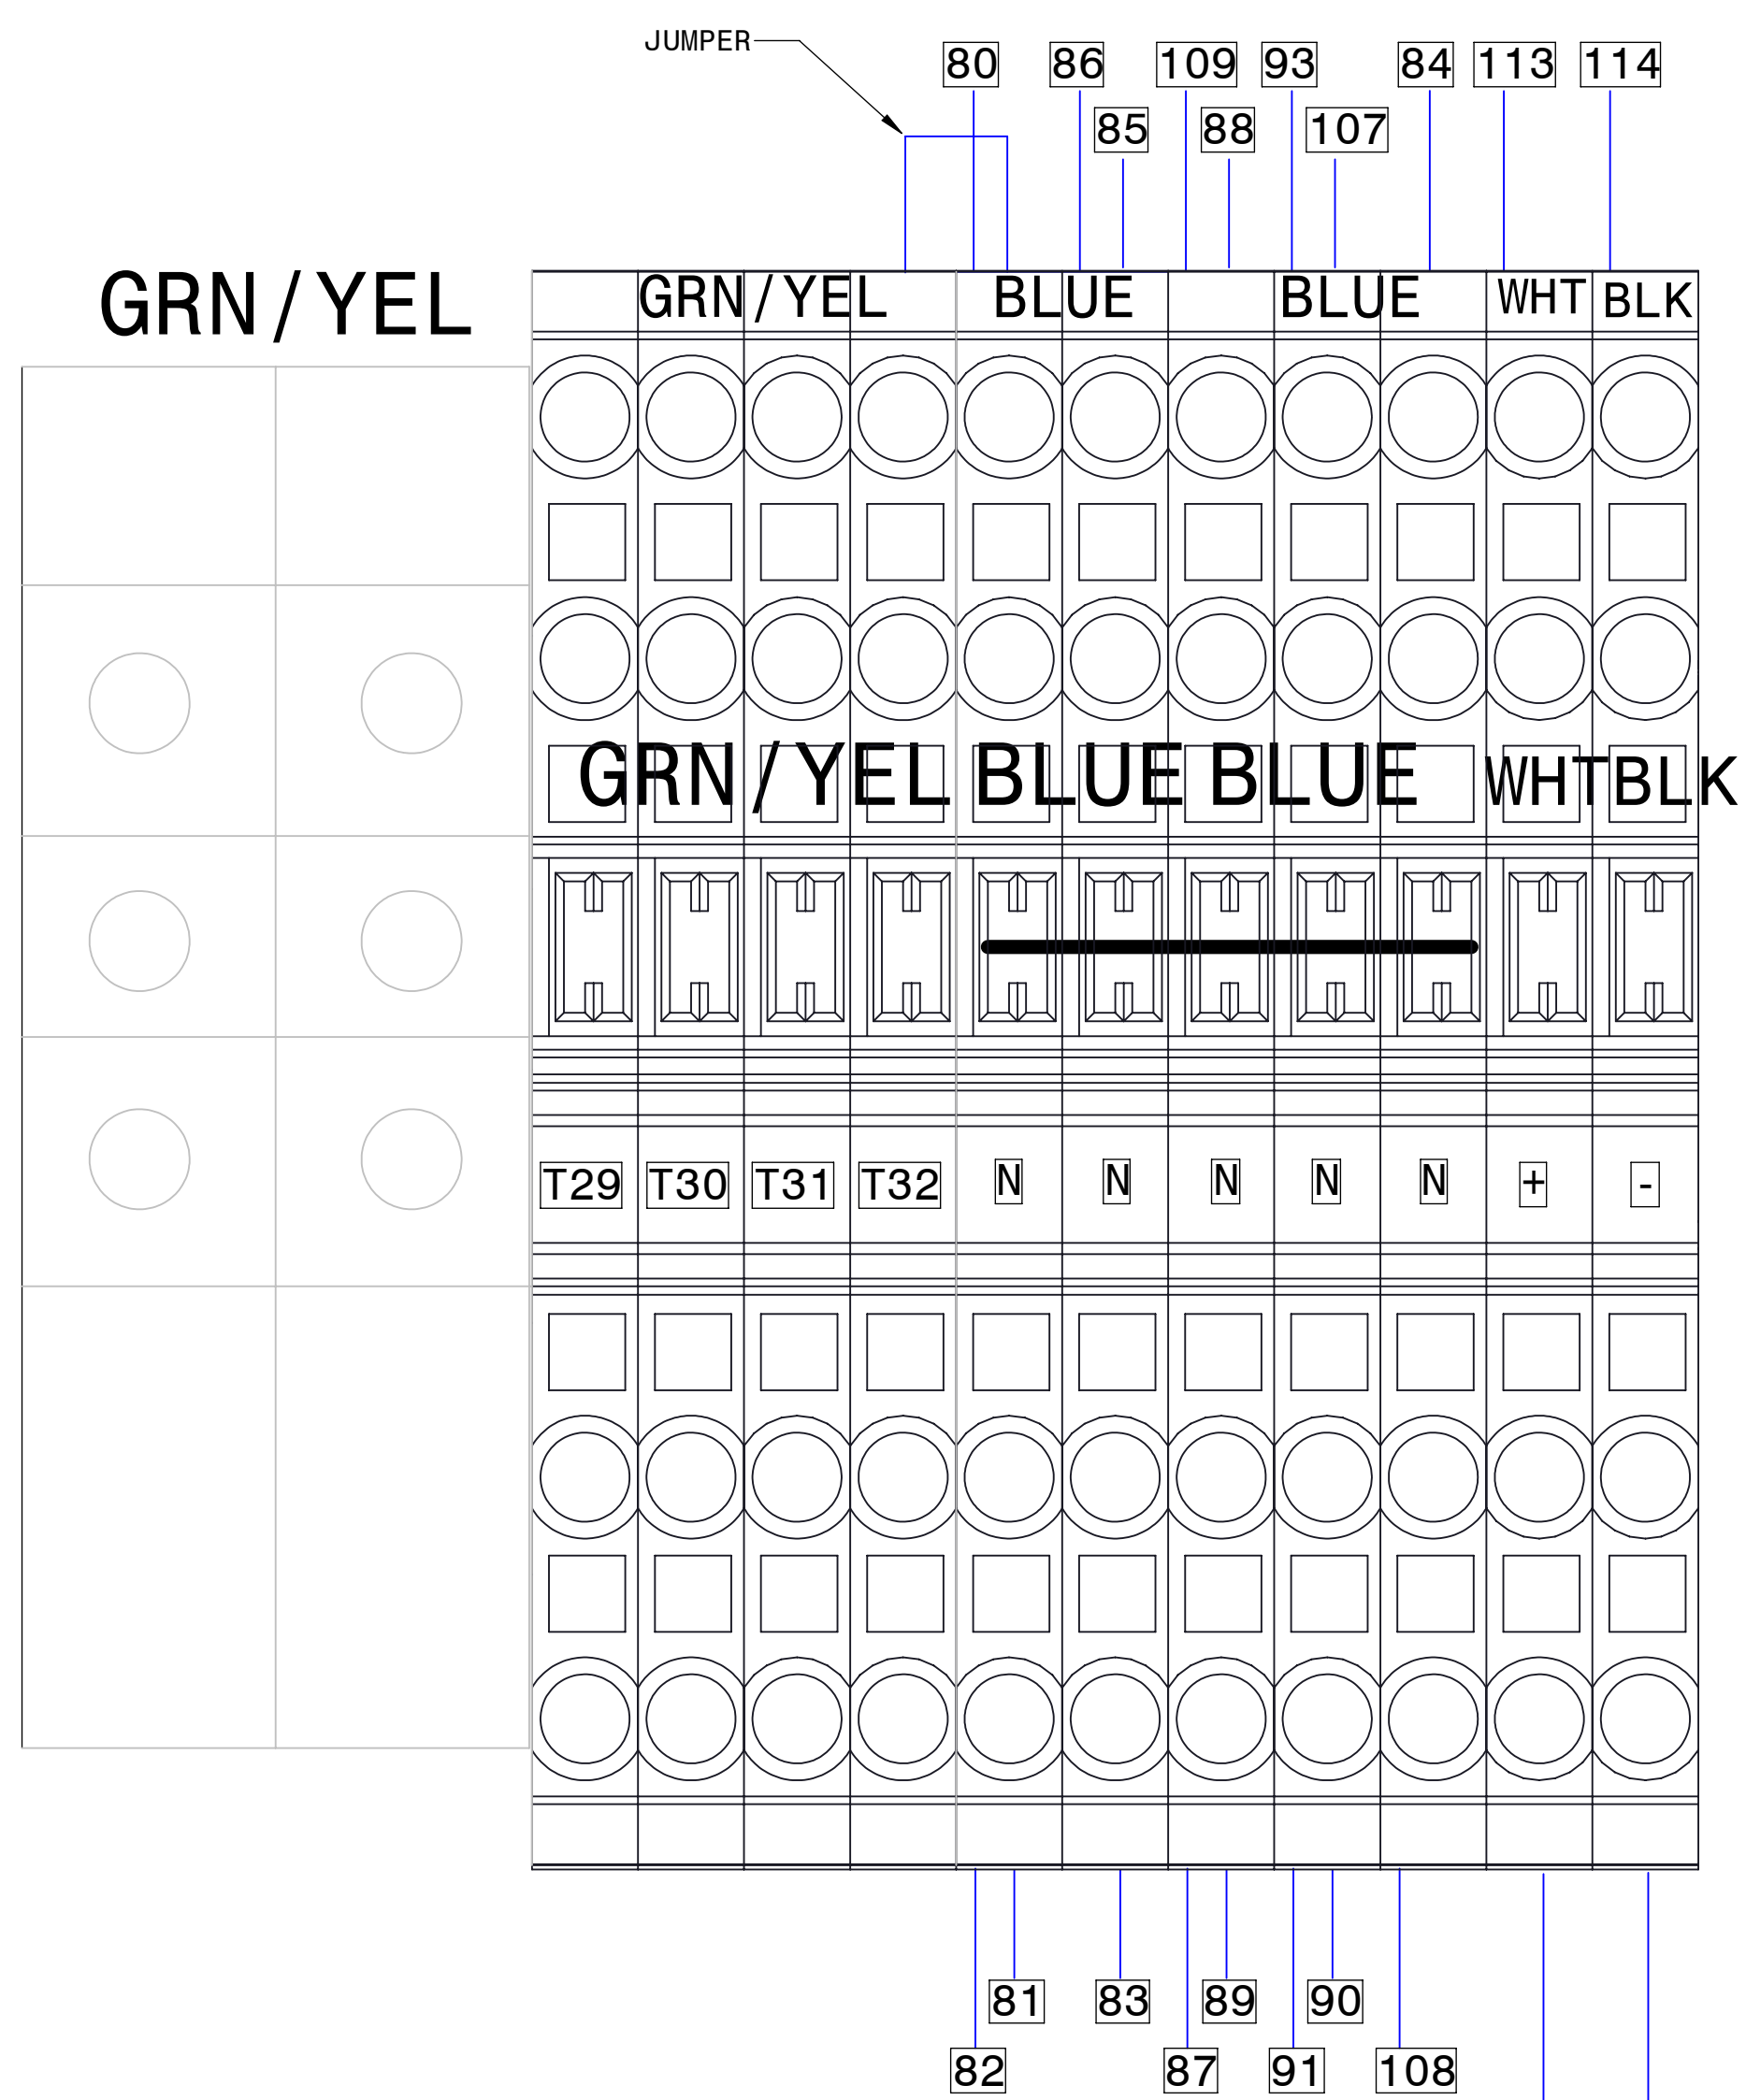 JUMPER
80 86 109 93 84 113 114
85 88 107
GRN/YEL GRN/YEL BLUE BLUE WHT BLK
GRN/YEL BLUE BLUE WHT BLK
T29 T30 T31 T32 N N N N N + -
81 83 89 90
82 87 91 108